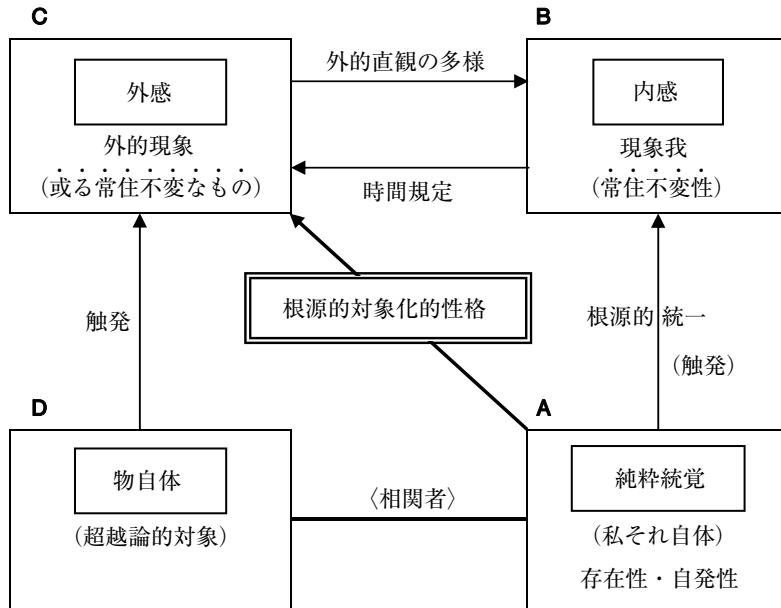 C
B
外感
外的現象
（或る常住不変なもの）
外的直観の多様
時間規定
内感
現象我
（常住不変性）
触発
根源的対象化的性格
根源的 統一
（触発）
D
A
物自体
（超越論的対象）
〈相関者〉
純粋統覚
（私それ自体）
存在性・自発性